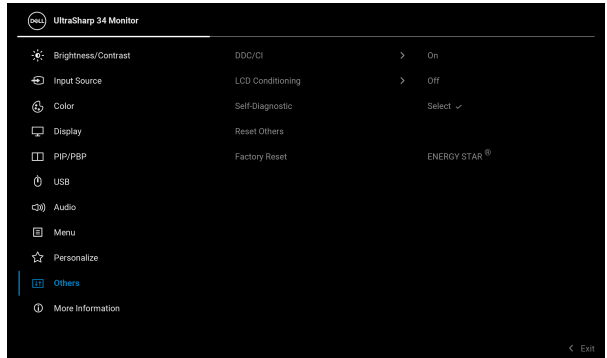 DELL UltraSharp 34 Monitor
Brightness/Contrast DDC/CI > On
Input Source LCD Conditioning > Off
Color Self-Diagnostic Select ✓
Display Reset Others
PIP/PBP Factory Reset ENERGY STAR ®
USB
Audio
Menu
Personalize
Others
More Information
< Exit